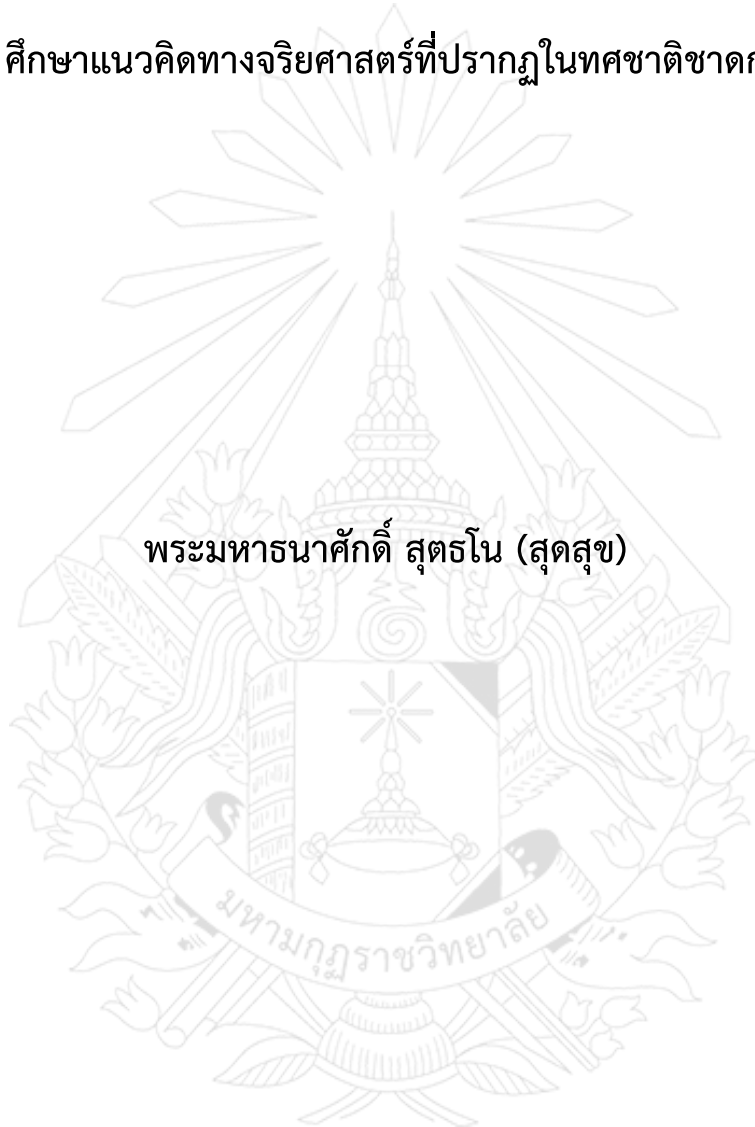 ศึกษาแนวคิดทางจริยศาสตร์ที่ปรากฏในทศชาติชาดก
พระมหาธนาศักดิ์ สุตธโน (สุดสุข)
มหามกุฏราชวิทยาลัย